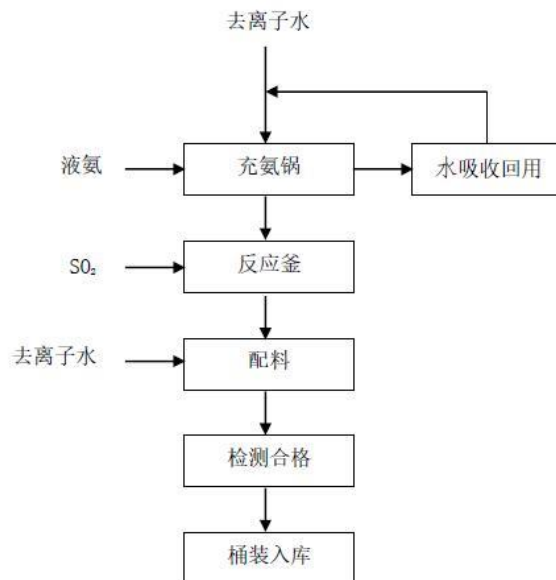 去离子水
液氨
充氨锅
水吸收回用
SO₂
反应釜
去离子水
配料
检测合格
桶装入库